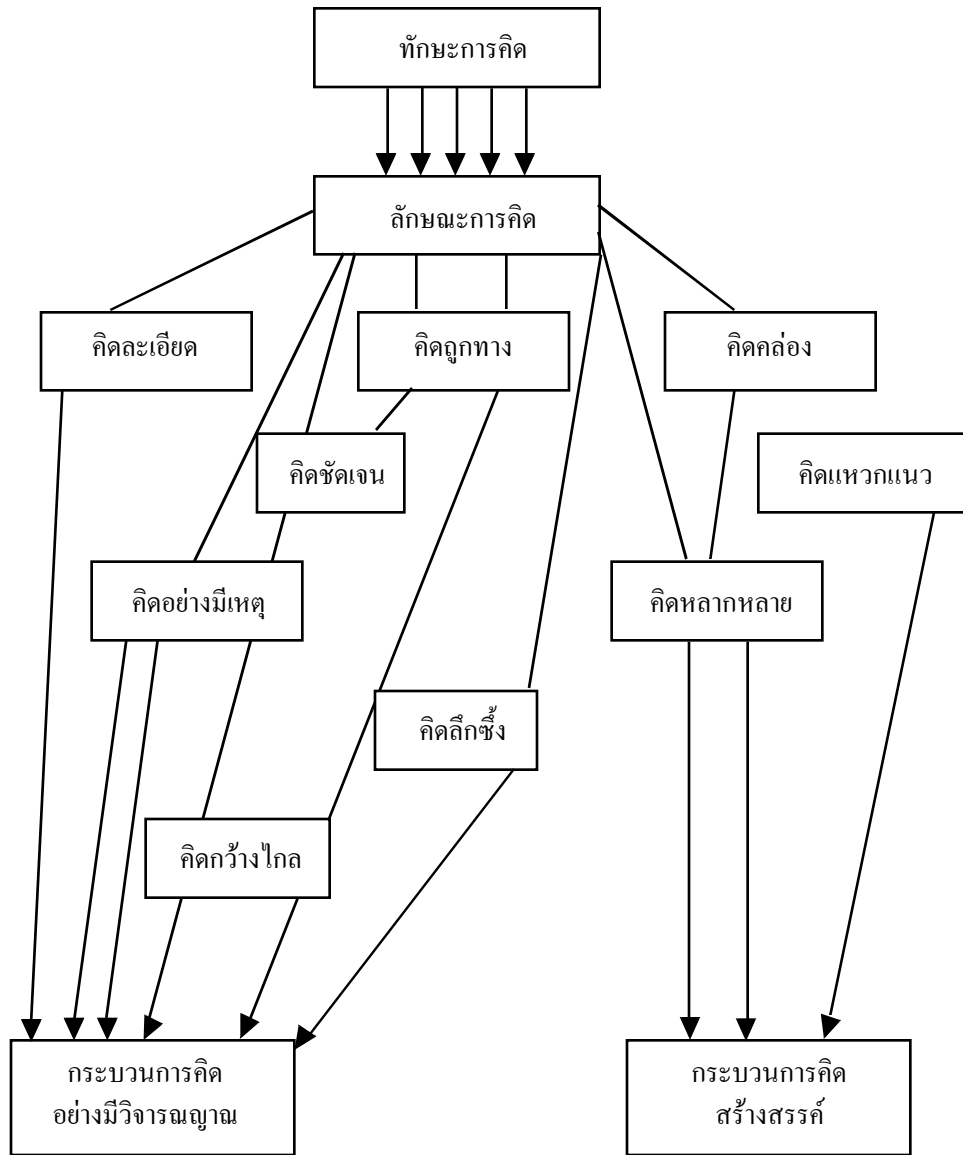 ทักษะการคิด
ลักษณะการคิด
คิดละเอียด
คิดถูกทาง
คิดคล่อง
คิดชัดเจน
คิดแหวกแนว
คิดอย่างมีเหตุ
คิดหลากหลาย
คิดลึกซึ้ง
คิดกว้างไกล
กระบวนการคิด
อย่างมีวิจารณญาณ
กระบวนการคิด
สร้างสรรค์